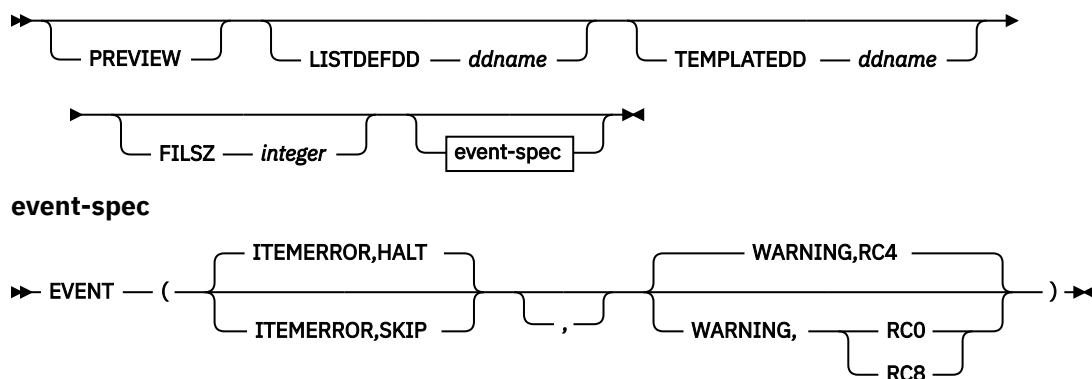 PREVIEW LISTDEFDD ddname TEMPLATEDD ddname
FILSZ integer event-spec
event-spec
ITEMERROR,HALT WARNING,RC4
EVENT ( )
ITEMERROR,SKIP , WARNING, RC0
RC8